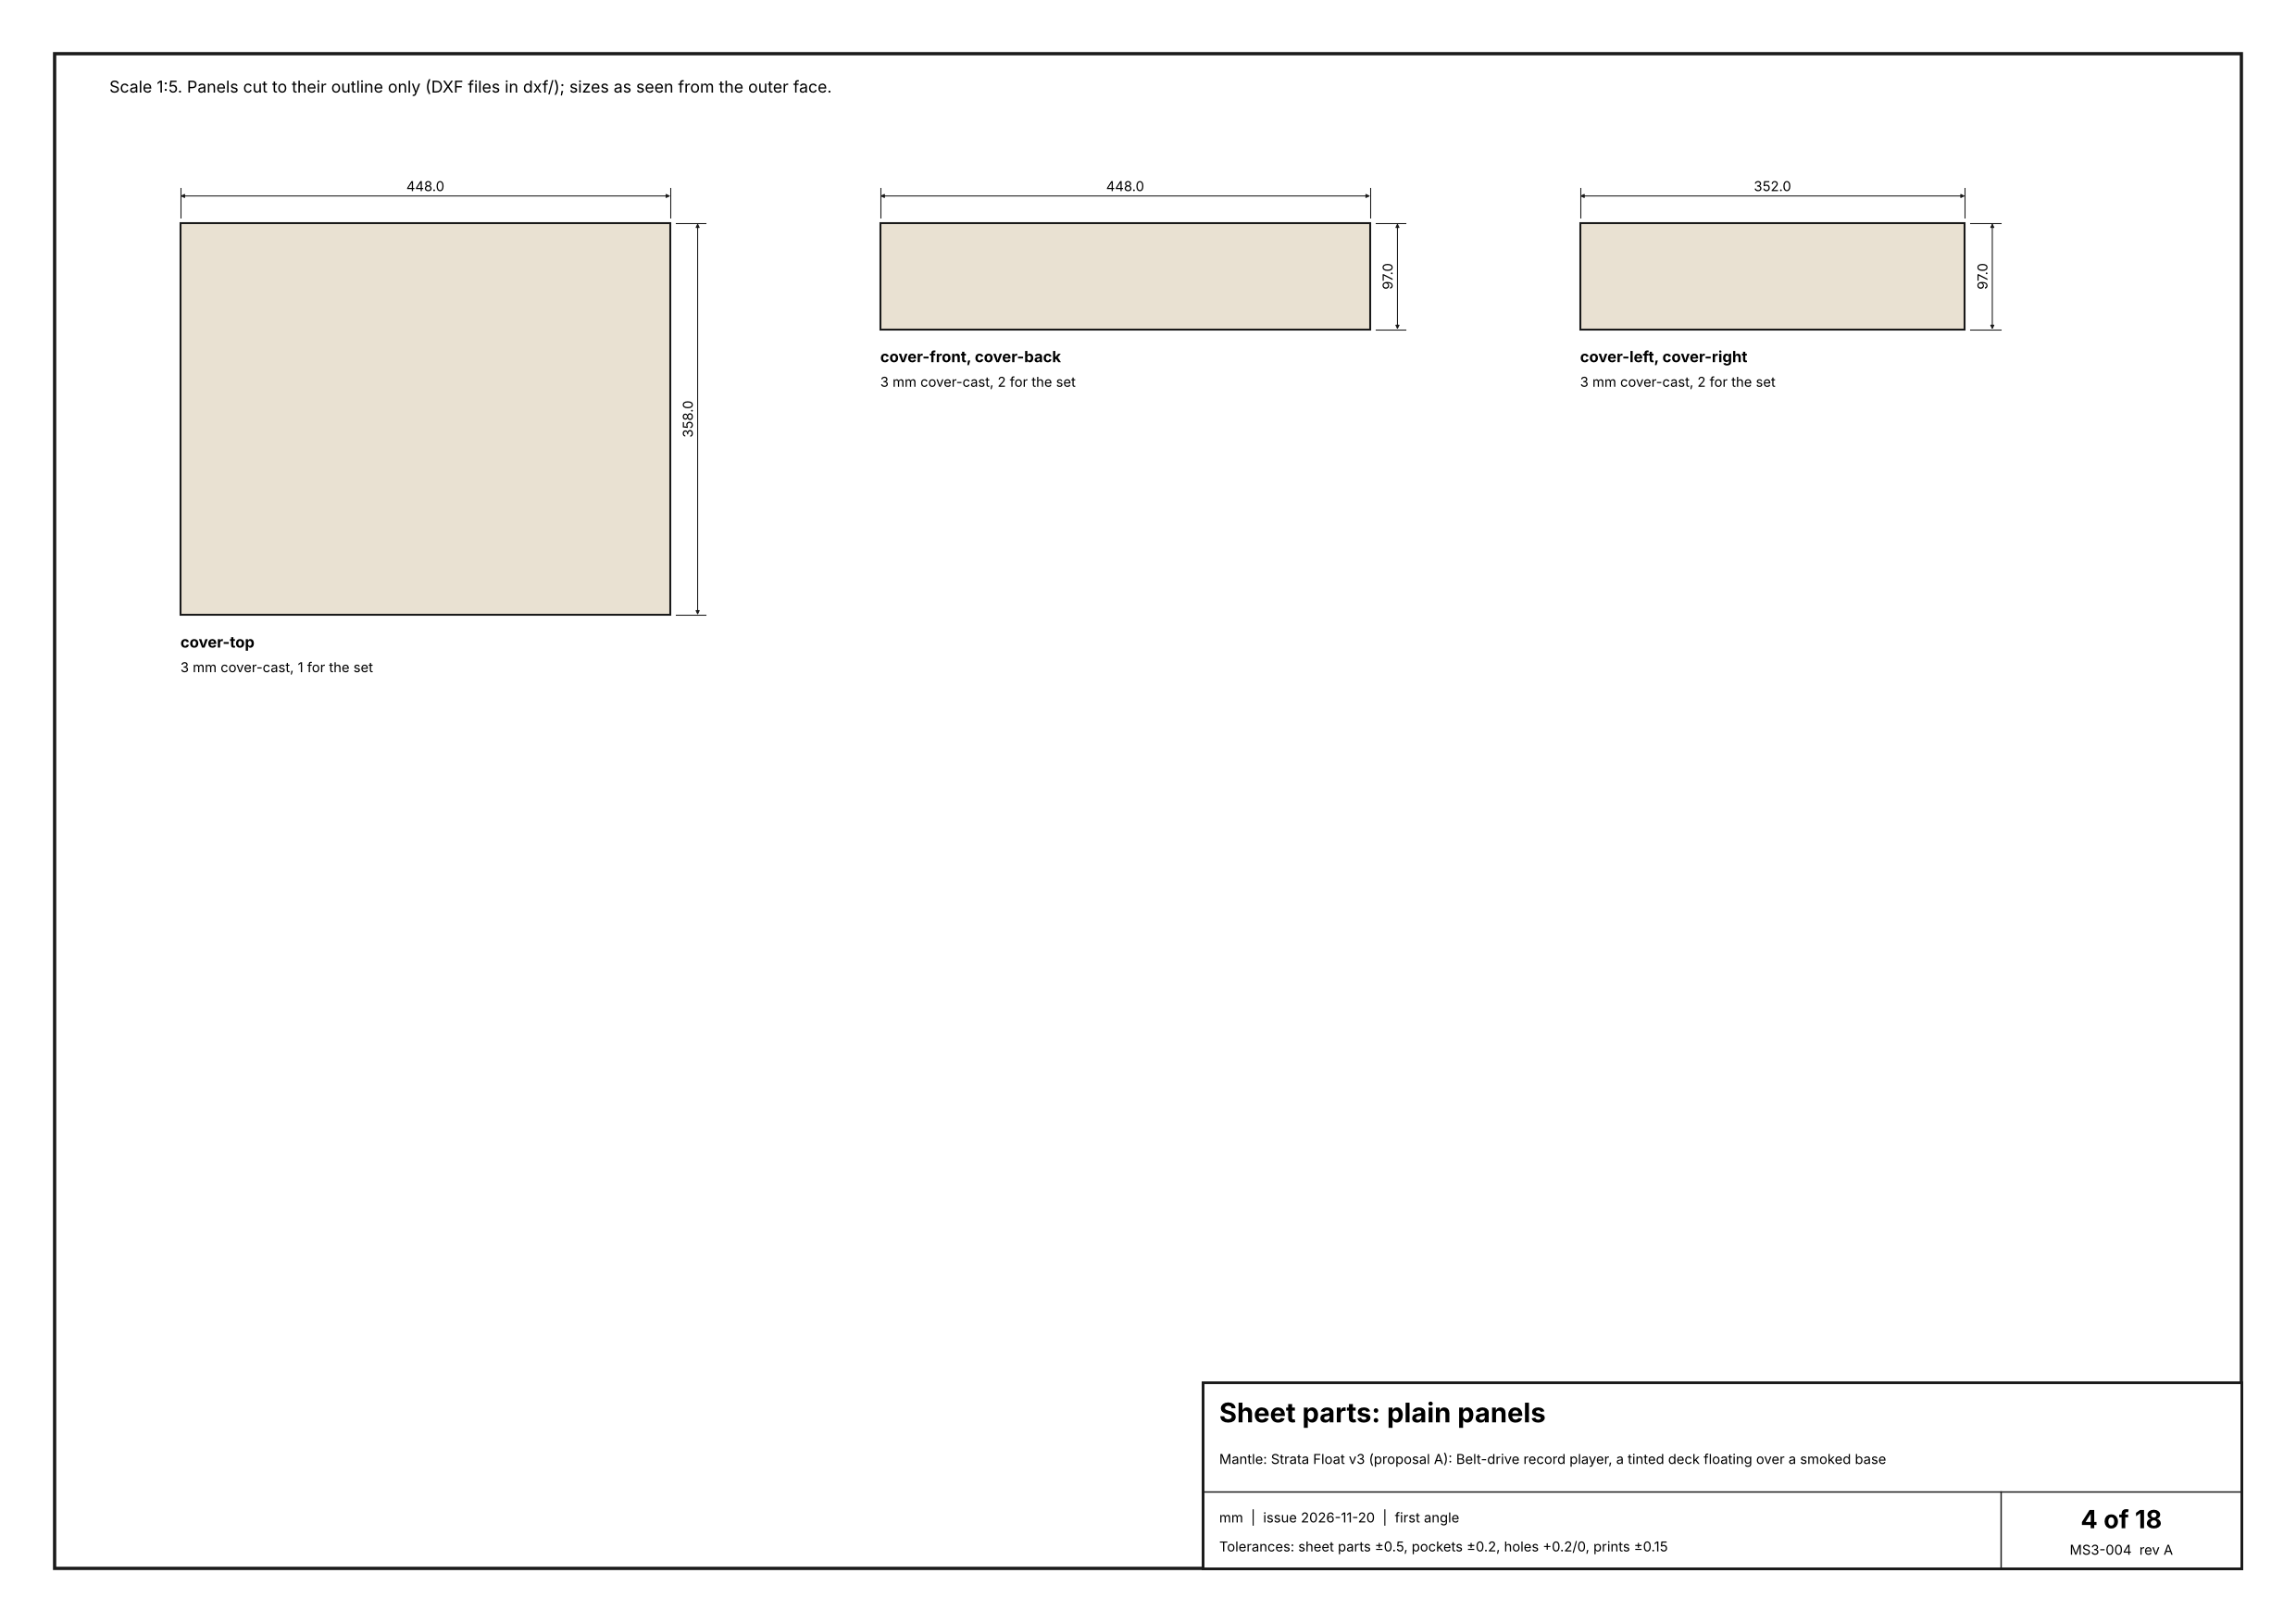 Scale 1:5. Panels cut to their outline only (DXF files in dxf/); sizes as seen from the outer face.
448.0
358.0
cover-top
3 mm cover-cast, 1 for the set
448.0
97.0
cover-front, cover-back
3 mm cover-cast, 2 for the set
352.0
97.0
cover-left, cover-right
3 mm cover-cast, 2 for the set
Sheet parts: plain panels
Mantle: Strata Float v3 (proposal A): Belt-drive record player, a tinted deck floating over a smoked base
mm | issue 2026-11-20 | first angle
Tolerances: sheet parts ±0.5, pockets ±0.2, holes +0.2/0, prints ±0.15
4 of 18
MS3-004 rev A